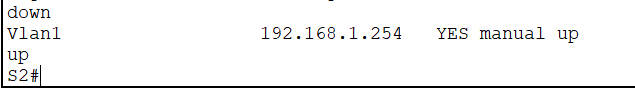 down
Vlan1                  192.168.1.254   YES manual up
up
S2#